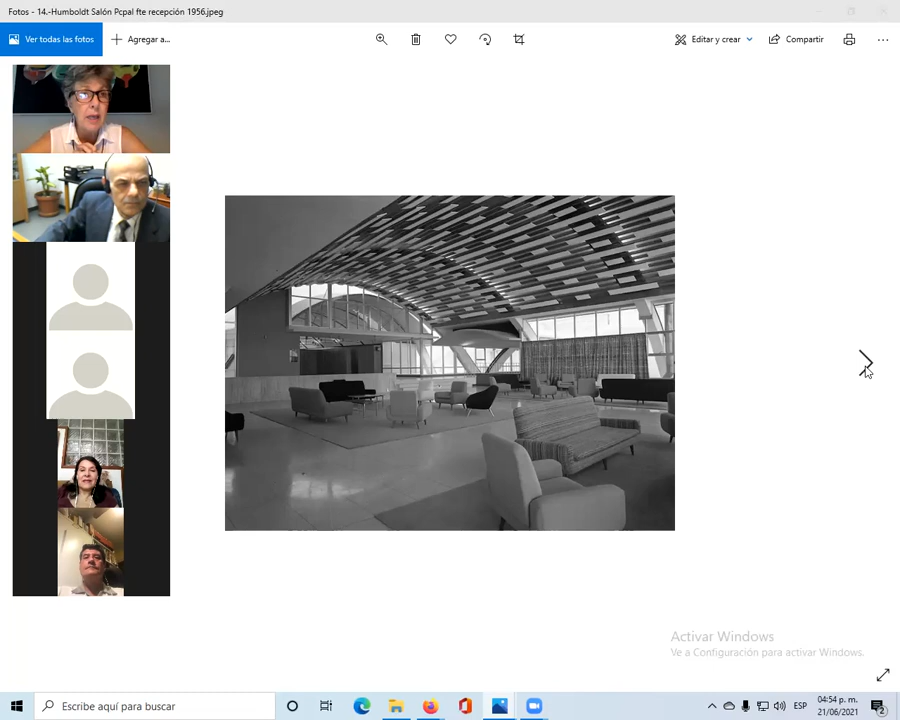 Fotos - 14.-Humboldt Salón Pcpal fte recepción 1956.jpeg
Ver todas las fotos
Agregar a...
Editar y crear
Compartir
Activar Windows
Ve a Configuración para activar Windows.
Escribe aquí para buscar
ESP
04:54 p. m.
21/06/2021
2